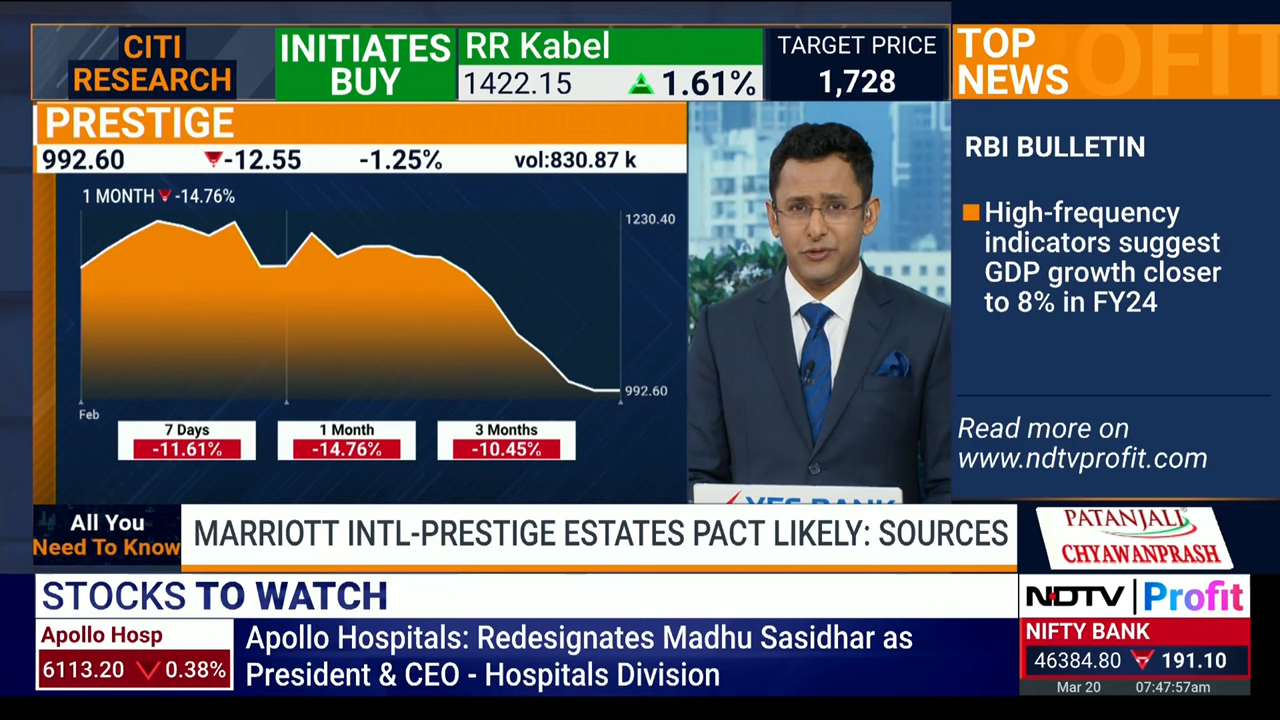 CITI
RESEARCH
INITIATES
BUY
RR Kabel
1422.15 1.61%
TARGET PRICE
1,728
TOP
NEWS
PRESTIGE
992.60 -12.55 -1.25% vol:830.87 k
1 MONTH -14.76%
1230.40
992.60
Feb
7 Days
-11.61%
1 Month
-14.76%
3 Months
-10.45%
RBI BULLETIN
High-frequency
indicators suggest
GDP growth closer
to 8% in FY24
Read more on
www.ndtvprofit.com
YES BANK
All You
Need To Know
MARRIOTT INTL-PRESTIGE ESTATES PACT LIKELY: SOURCES
PATANJALI
CHYAWANPRASH
STOCKS TO WATCH
NDTV Profit
Apollo Hosp
6113.20 0.38%
Apollo Hospitals: Redesignates Madhu Sasidhar as
President & CEO - Hospitals Division
NIFTY BANK
46384.80 191.10
Mar 20 07:47:57am